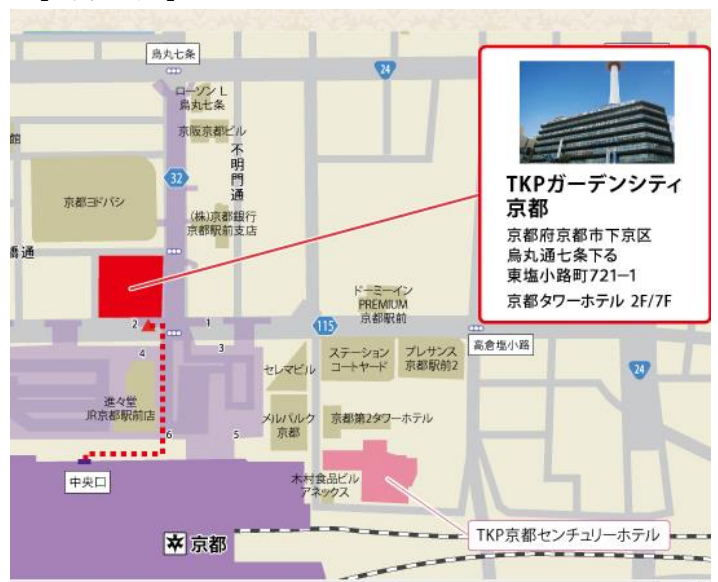 烏丸七条
24
ローソン L
烏丸七条
京阪京都ビル
不明門通
館
32
京都ヨドバシ
(株)京都銀行
京都駅前支店
橋通
TKPガーデンシティ
京都
京都府京都市下京区
烏丸通七条下る
東塩小路町721−1
京都タワーホテル 2F/7F
ドーミーイン
PREMIUM
京都駅前
2
1
115
高倉塩小路
4
3
セレマビル
ステーション
コートヤード
プレサンス
京都駅前2
24
進々堂
JR京都駅前店
メルパルク
京都
京都第2タワーホテル
6
5
中央口
木村食品ビル
アネックス
京都
TKP京都センチュリーホテル